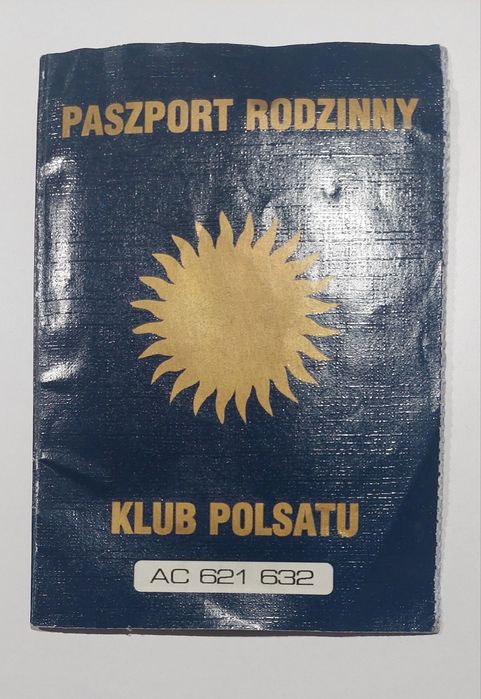 PASZPORT RODZINNY
KLUB POLSATU
AC 621 632